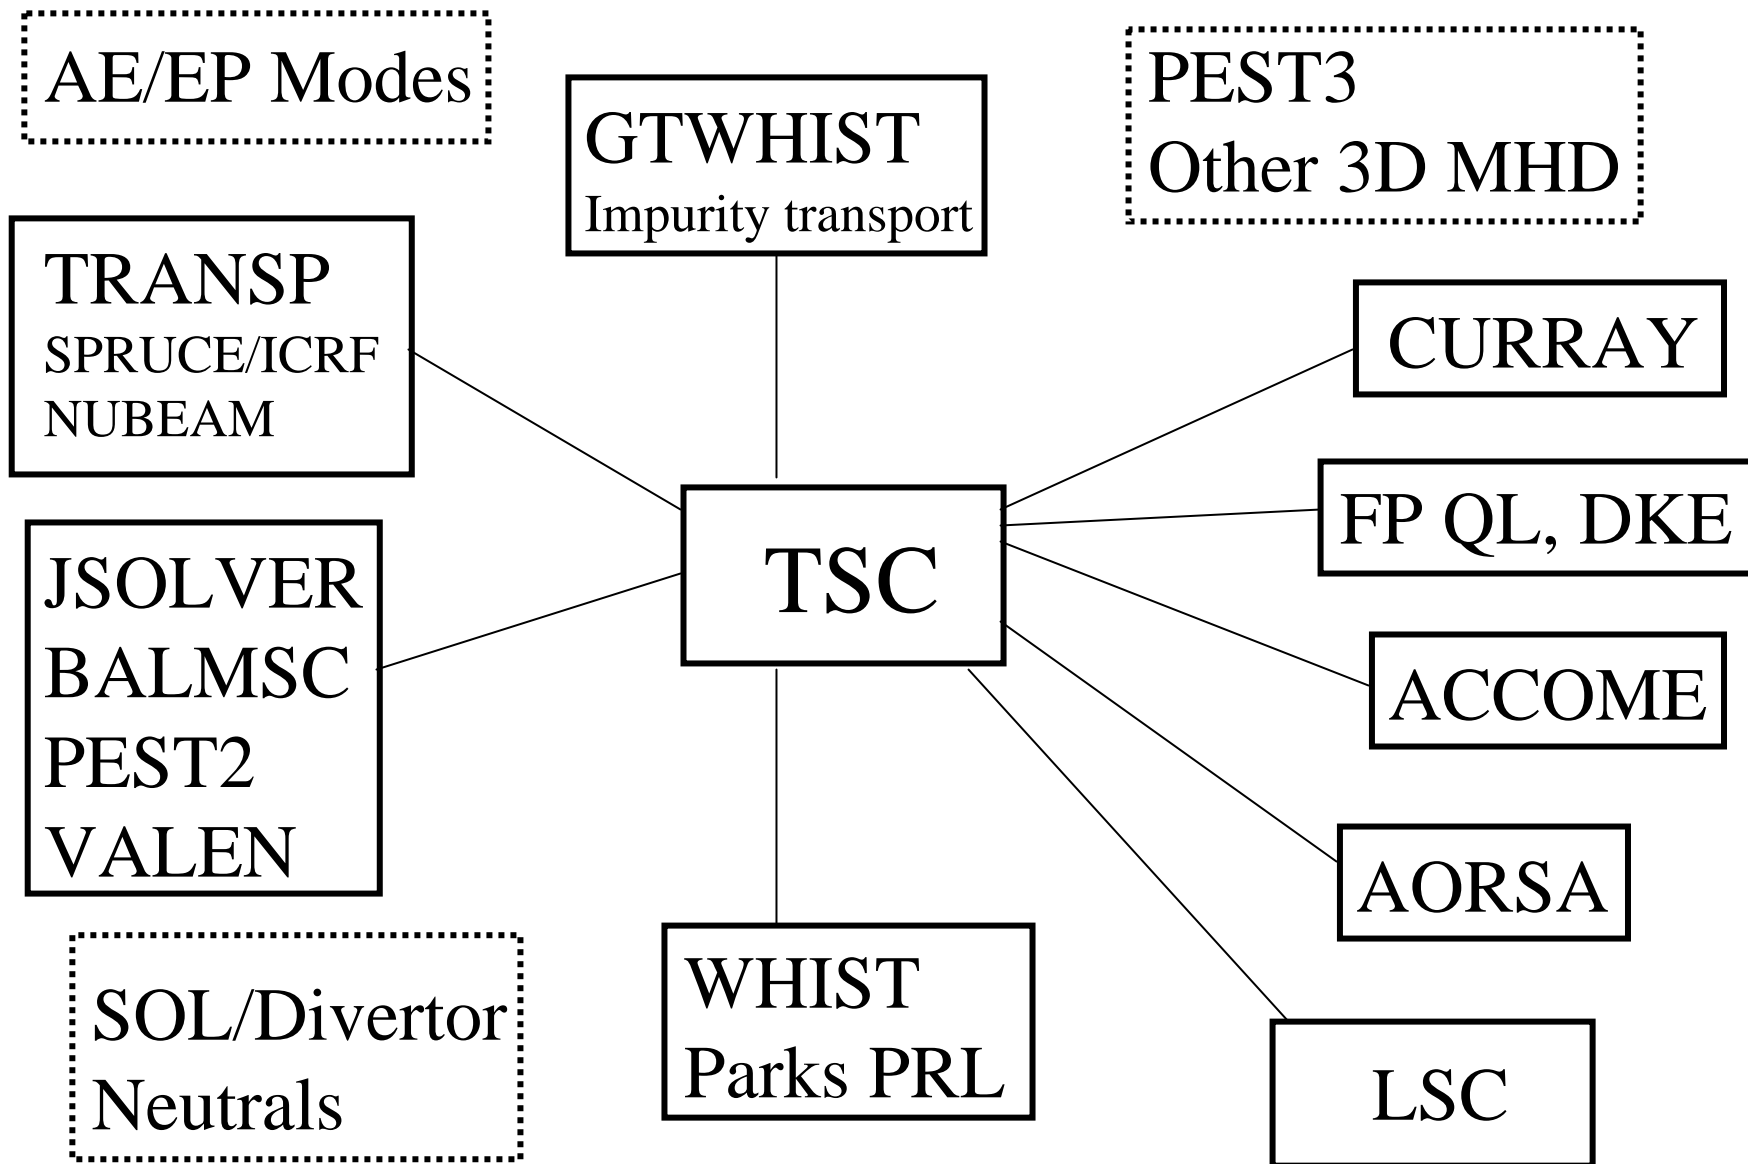 AE/EP Modes
GTWHIST
Impurity transport
PEST3
Other 3D MHD
TRANSP
SPRUCE/ICRF
NUBEAM
CURRAY
FP QL, DKE
TSC
JSOLVER
BALMSC
PEST2
VALEN
ACCOME
AORSA
WHIST
Parks PRL
SOL/Divertor
Neutrals
LSC